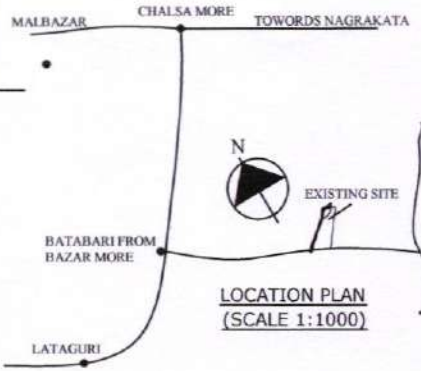 CHALSA MORE
MALBAZAR
TOWORDS NAGRAKATA
N
EXISTING SITE
BATABARI FROM
BAZAR MORE
LOCATION PLAN
(SCALE 1:1000)
LATAGURI